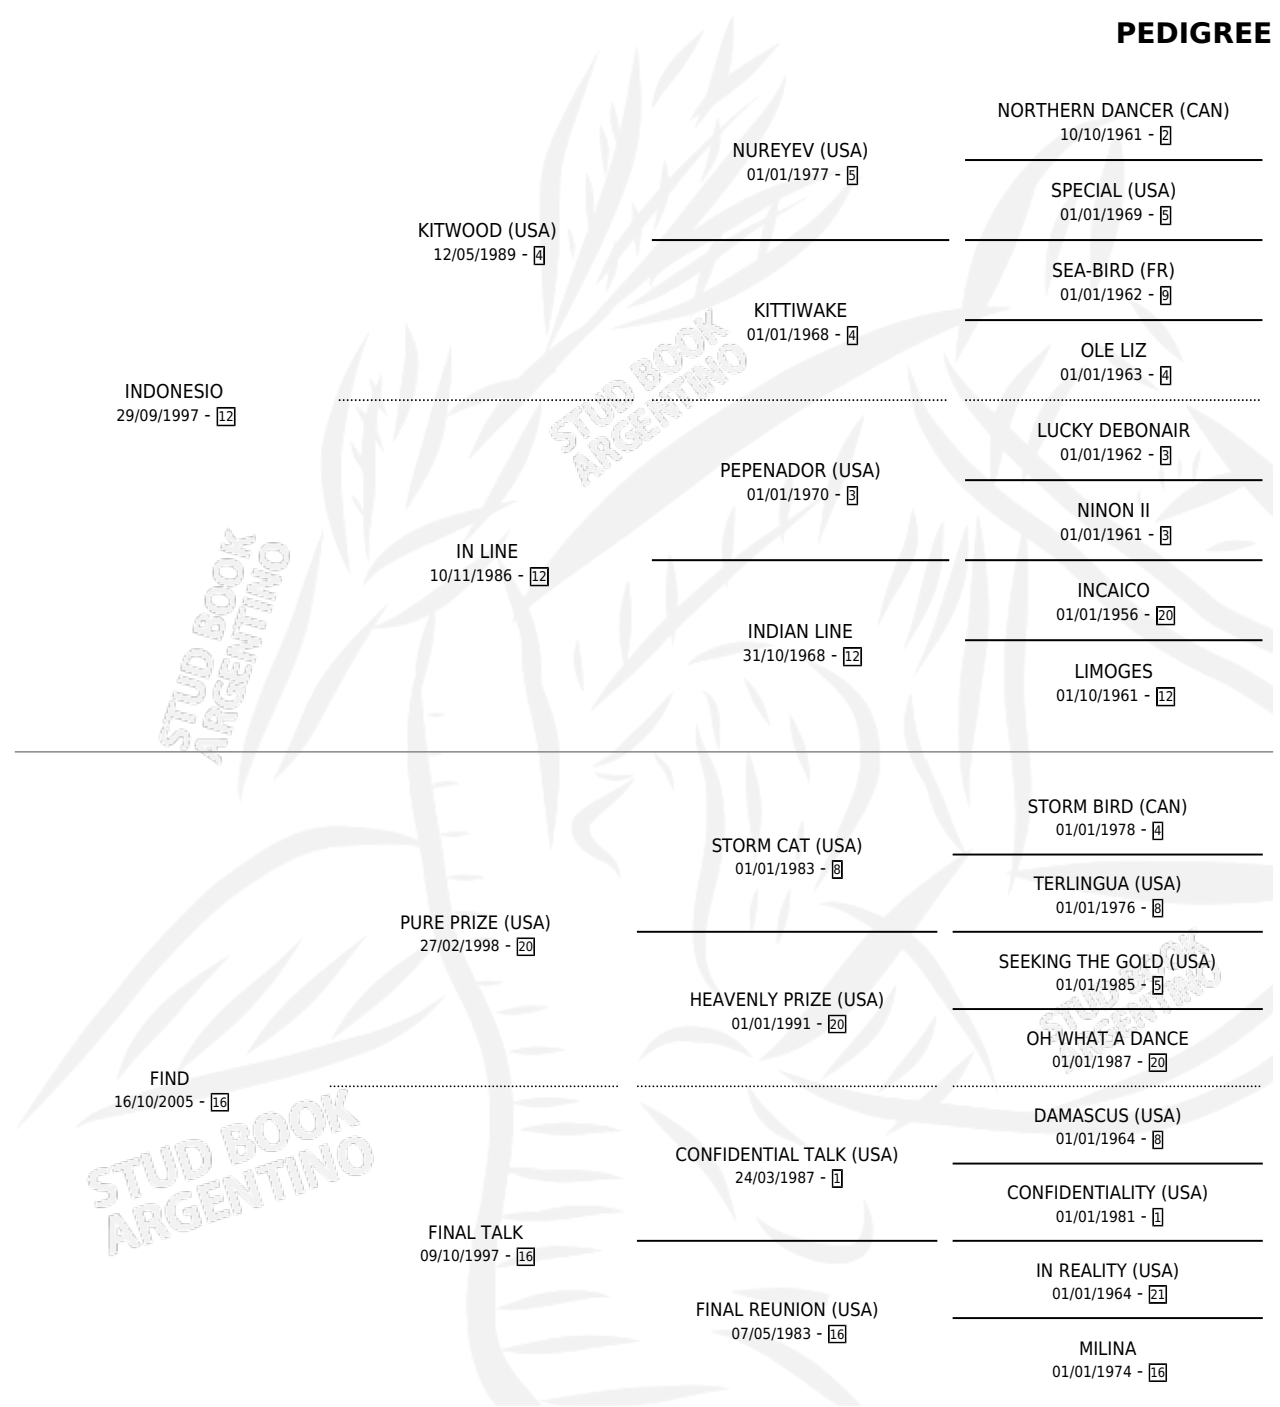 PEDIGREE
NORTHERN DANCER (CAN)
10/10/1961 - 2
NUREYEV (USA)
01/01/1977 - 5
SPECIAL (USA)
01/01/1969 - 5
KITWOOD (USA)
12/05/1989 - 4
SEA-BIRD (FR)
01/01/1962 - 9
KITTIWAKE
01/01/1968 - 4
OLE LIZ
01/01/1963 - 4
INDONESIO
29/09/1997 - 12
LUCKY DEBONAIR
01/01/1962 - 3
PEPENADOR (USA)
01/01/1970 - 3
NINON II
01/01/1961 - 3
IN LINE
10/11/1986 - 12
INCAICO
01/01/1956 - 20
INDIAN LINE
31/10/1968 - 12
LIMOGES
01/10/1961 - 12
STORM BIRD (CAN)
01/01/1978 - 4
STORM CAT (USA)
01/01/1983 - 8
TERLINGUA (USA)
01/01/1976 - 8
PURE PRIZE (USA)
27/02/1998 - 20
SEEKING THE GOLD (USA)
01/01/1985 - 5
HEAVENLY PRIZE (USA)
01/01/1991 - 20
OH WHAT A DANCE
01/01/1987 - 20
FIND
16/10/2005 - 16
DAMASCUS (USA)
01/01/1964 - 8
CONFIDENTIAL TALK (USA)
24/03/1987 - 1
CONFIDENTIALITY (USA)
01/01/1981 - 1
FINAL TALK
09/10/1997 - 16
IN REALITY (USA)
01/01/1964 - 21
FINAL REUNION (USA)
07/05/1983 - 16
MILINA
01/01/1974 - 16
STUD BOOK
ARGENTINO
STUD BOOK
ARGENTINO
STUD BOOK
ARGENTINO
STUD BOOK
ARGENTINO